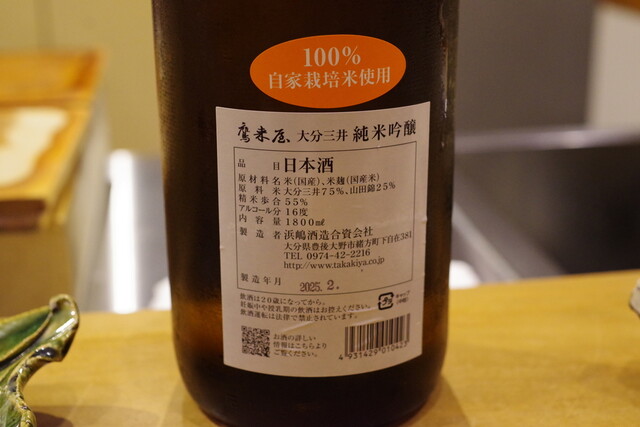 100%
自家栽培米使用
鷹来屋 大分三井 純米吟醸
品目 日本酒
原材料名 米(国産)、米麹(国産米)
原料米 大分三井75%、山田錦25%
精米歩合 55%
アルコール分 16度
内容量 1800ml
製造者 浜嶋酒造合資会社
大分県豊後大野市緒方町下自在381
TEL 0974-42-2216
http://www.takakiya.co.jp
製造年月 2025.2.
飲酒は20歳になってから。
妊娠中や授乳期の飲酒はお控えください。
飲酒運転は法律で禁止されています。
お酒の詳しい
情報はこちらより
ご覧ください。
4931429010423